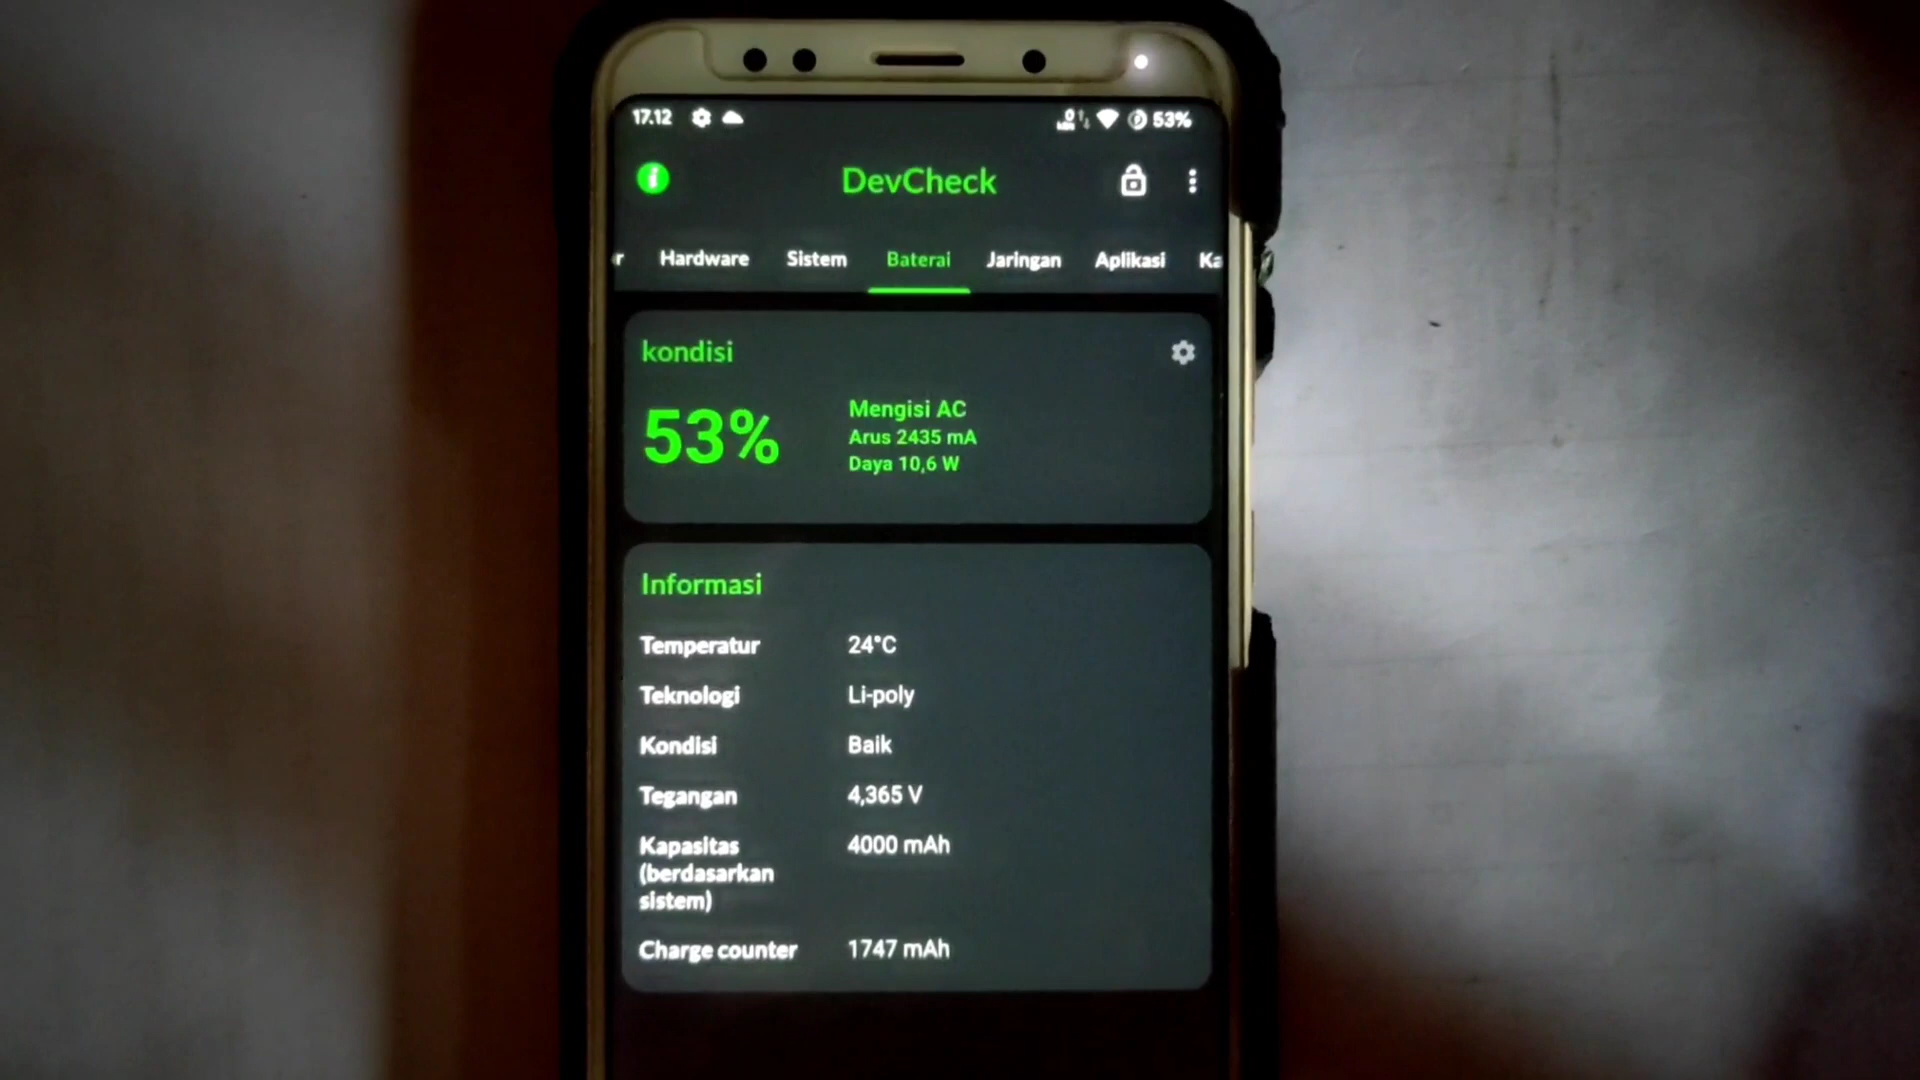 17.12 53%
DevCheck
r Hardware Sistem Baterai Jaringan Aplikasi Ka
kondisi
53%
Mengisi AC
Arus 2435 mA
Daya 10,6 W
Informasi
Temperatur 24°C
Teknologi Li-poly
Kondisi Baik
Tegangan 4,365 V
Kapasitas 4000 mAh
(berdasarkan
sistem)
Charge counter 1747 mAh